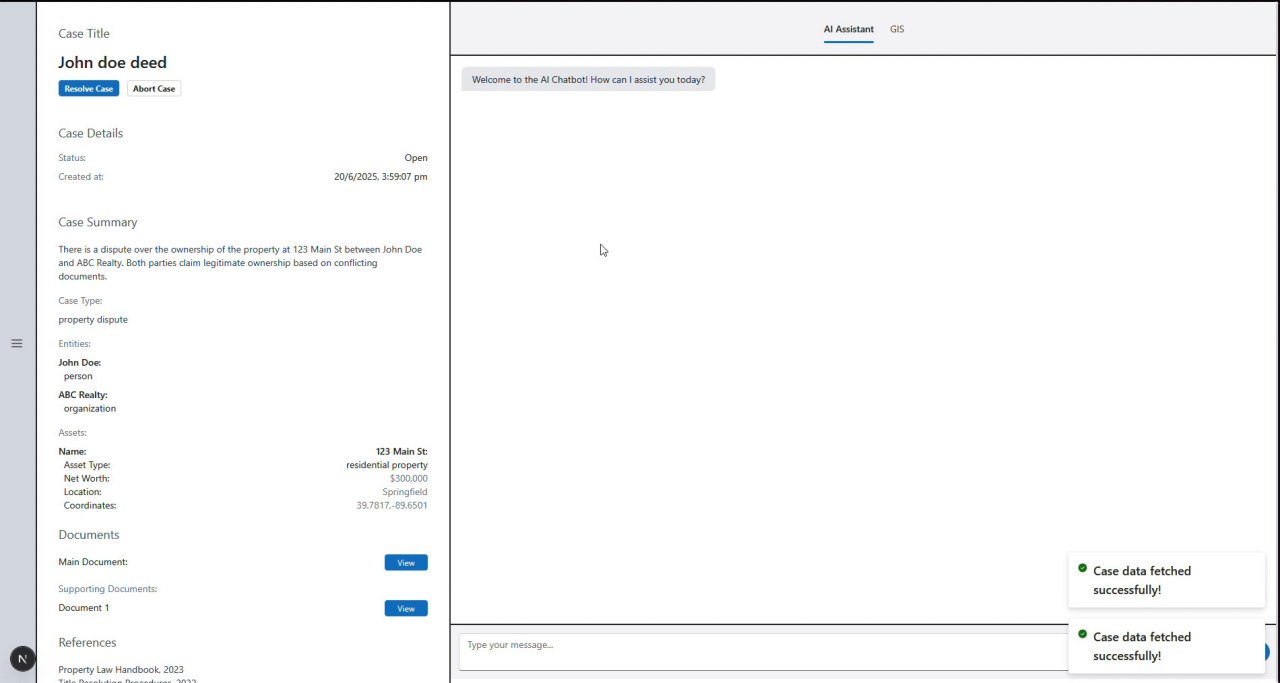 Case Title
John doe deed
Resolve Case Abort Case
Case Details
Status: Open
Created at: 20/6/2025, 3:59:07 pm
Case Summary
There is a dispute over the ownership of the property at 123 Main St between John Doe
and ABC Realty. Both parties claim legitimate ownership based on conflicting
documents.
Case Type:
property dispute
Entities:
John Doe:
person
ABC Realty:
organization
Assets:
Name: 123 Main St:
Asset Type: residential property
Net Worth: $300,000
Location: Springfield
Coordinates: 39.7817,-89.6501
Documents
Main Document: View
Supporting Documents:
Document 1 View
References
Property Law Handbook, 2023
Title Resolution Procedures, 2022
N
AI Assistant GIS
Welcome to the AI Chatbot! How can I assist you today?
Type your message...
Case data fetched
successfully!
Case data fetched
successfully!